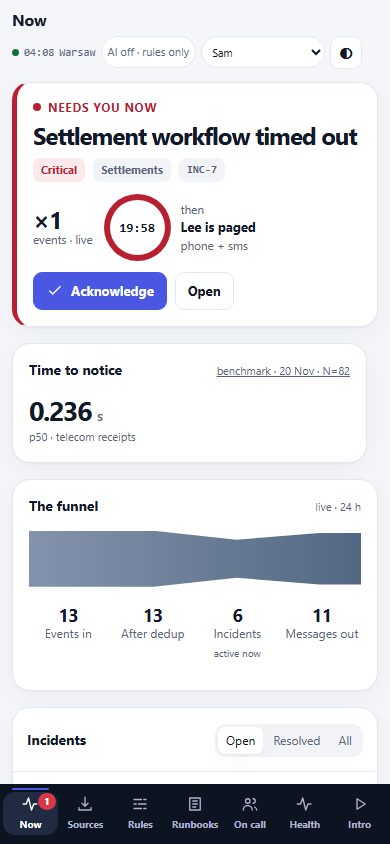 Now
04:08 Warsaw AI off · rules only Sam
NEEDS YOU NOW
Settlement workflow timed out
Critical Settlements INC-7
×1
events · live
19:58
then
Lee is paged
phone + sms
Acknowledge Open
Time to notice benchmark · 20 Nov · N=82
0.236 s
p50 · telecom receipts
The funnel live · 24 h
13 13 6 11
Events in After dedup Incidents Messages out
active now
Incidents Open Resolved All
1
Now Sources Rules Runbooks On call Health Intro